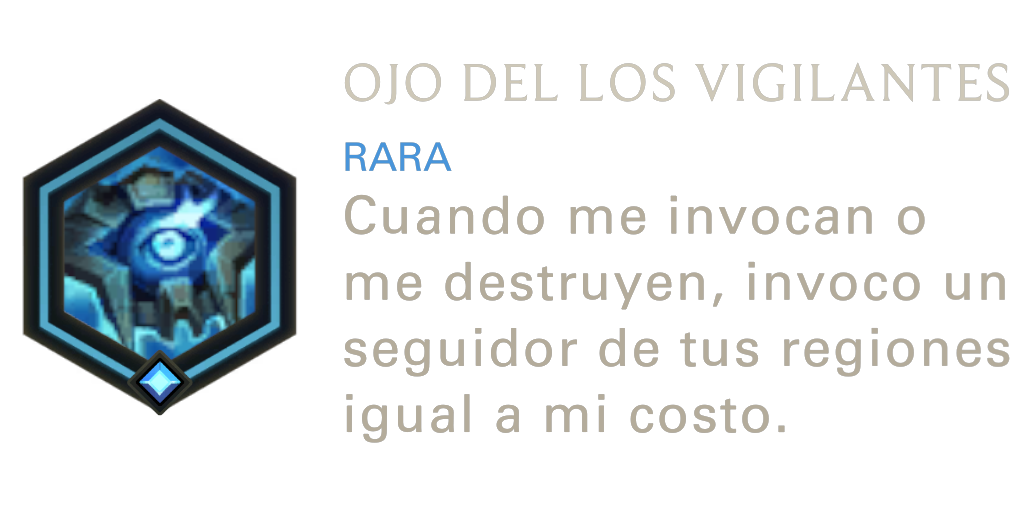 OJO DEL LOS VIGILANTES
RARA
Cuando me invocan o
me destruyen, invoco un
seguidor de tus regiones
igual a mi costo.